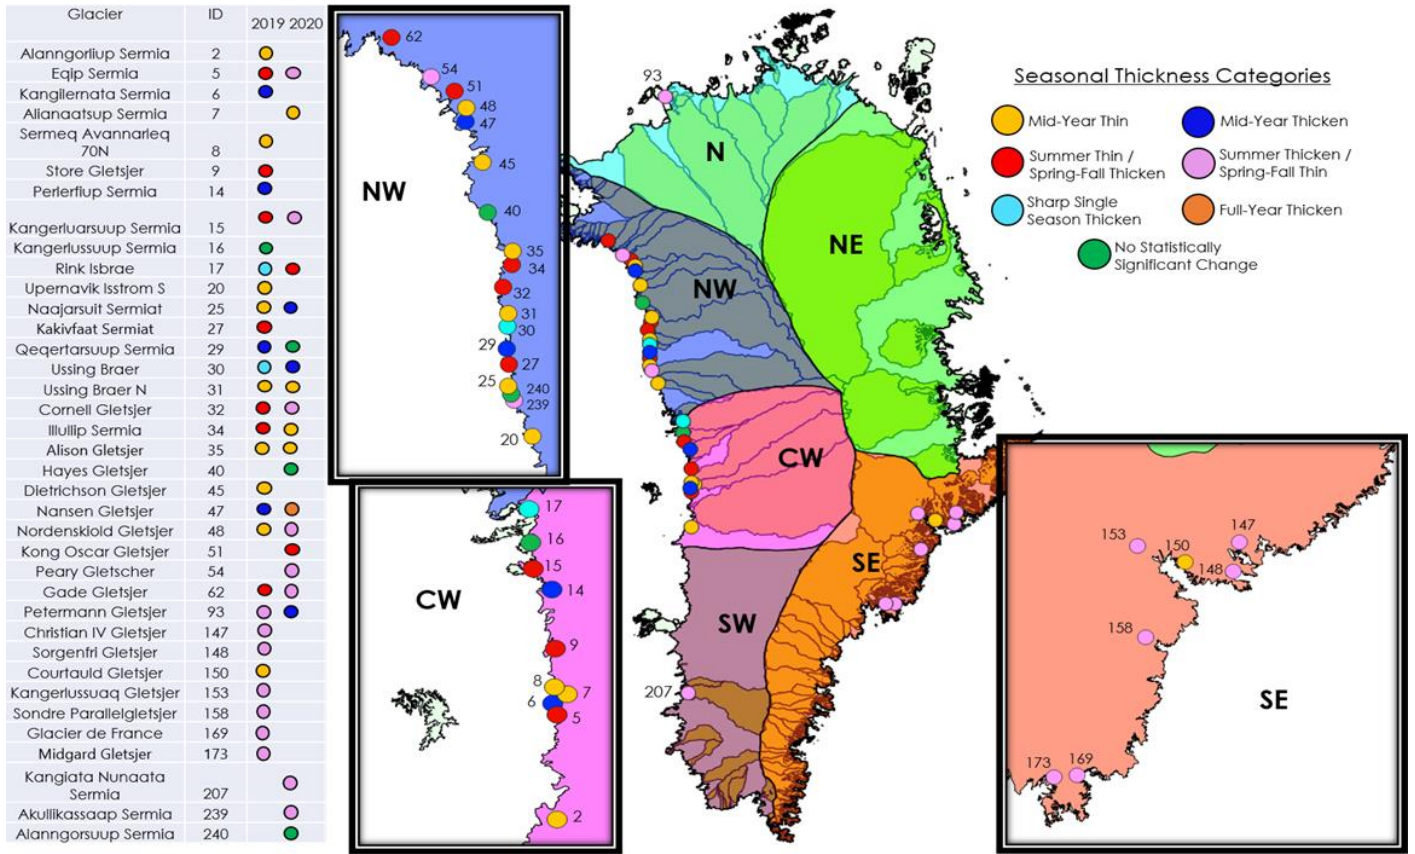 Glacier ID 2019 2020
Alanngorliup Sermia 2
Eqip Sermia 5
Kangilernata Sermia 6
Alianaatsup Sermia 7
Sermeq Avannarleq
70N 8
Store Gletsjer 9
Perlerfiup Sermia 14
Kangerluarsuup Sermia 15
Kangerlussuup Sermia 16
Rink Isbrae 17
Upernavik Isstrom S 20
Naajarsuit Sermiat 25
Kakivfaat Sermiat 27
Qeqertarsuup Sermia 29
Ussing Braer 30
Ussing Braer N 31
Cornell Gletsjer 32
Illullip Sermia 34
Alison Gletsjer 35
Hayes Gletsjer 40
Dietrichson Gletsjer 45
Nansen Gletsjer 47
Nordenskiold Gletsjer 48
Kong Oscar Gletsjer 51
Peary Gletscher 54
Gade Gletsjer 62
Petermann Gletsjer 93
Christian IV Gletsjer 147
Sorgenfri Gletsjer 148
Courtauld Gletsjer 150
Kangerlussuaq Gletsjer 153
Sondre Parallelgletsjer 158
Glacier de France 169
Midgard Gletsjer 173
Kangiata Nunaata
Sermia 207
Akullikassaap Sermia 239
Alanngorsuup Sermia 240
NW
62
54
51
48
47
45
40
35
34
32
31
30
29
27
25
240
239
20
CW
17
16
15
14
9
8
7
6
5
2
93
N
NE
NW
CW
SE
SW
207
Seasonal Thickness Categories
Mid-Year Thin
Mid-Year Thicken
Summer Thin /
Spring-Fall Thicken
Summer Thicken /
Spring-Fall Thin
Sharp Single
Season Thicken
Full-Year Thicken
No Statistically
Significant Change
153
150
147
148
158
173
169
SE